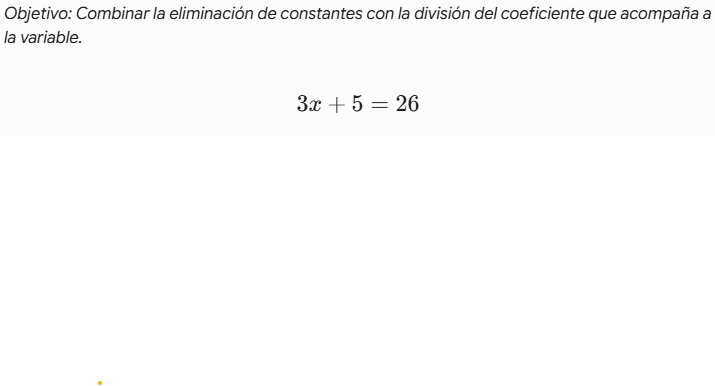 Objetivo: Combinar la eliminación de constantes con la división del coeficiente que acompaña a
la variable.
3x + 5 = 26